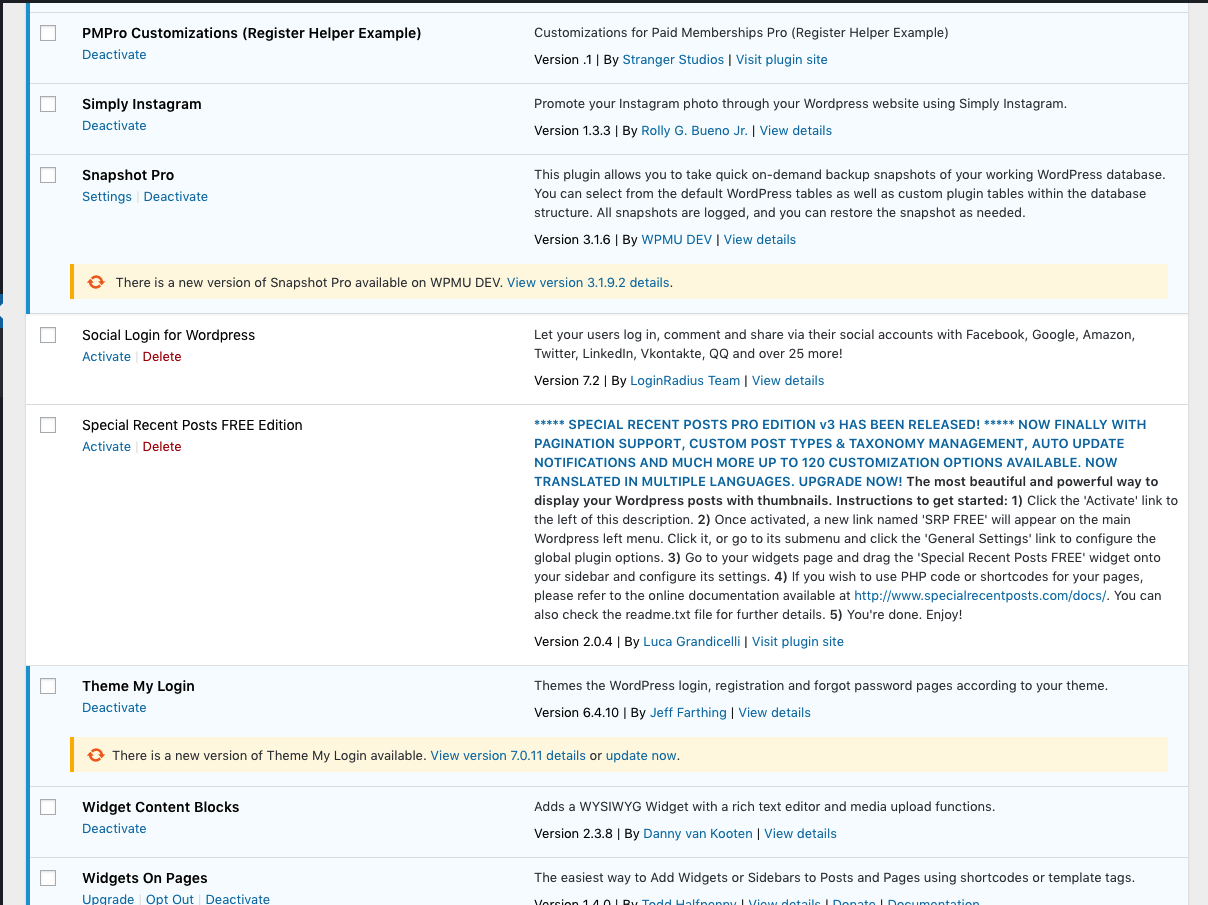 PMPro Customizations (Register Helper Example)
Deactivate
Customizations for Paid Memberships Pro (Register Helper Example)
Version .1 | By Stranger Studios | Visit plugin site
Simply Instagram
Deactivate
Promote your Instagram photo through your Wordpress website using Simply Instagram.
Version 1.3.3 | By Rolly G. Bueno Jr. | View details
Snapshot Pro
Settings | Deactivate
This plugin allows you to take quick on-demand backup snapshots of your working WordPress database.
You can select from the default WordPress tables as well as custom plugin tables within the database
structure. All snapshots are logged, and you can restore the snapshot as needed.
Version 3.1.6 | By WPMU DEV | View details
There is a new version of Snapshot Pro available on WPMU DEV. View version 3.1.9.2 details.
Social Login for Wordpress
Activate | Delete
Let your users log in, comment and share via their social accounts with Facebook, Google, Amazon,
Twitter, LinkedIn, Vkontakte, QQ and over 25 more!
Version 7.2 | By LoginRadius Team | View details
Special Recent Posts FREE Edition
Activate | Delete
***** SPECIAL RECENT POSTS PRO EDITION v3 HAS BEEN RELEASED! ***** NOW FINALLY WITH
PAGINATION SUPPORT, CUSTOM POST TYPES & TAXONOMY MANAGEMENT, AUTO UPDATE
NOTIFICATIONS AND MUCH MORE UP TO 120 CUSTOMIZATION OPTIONS AVAILABLE. NOW
TRANSLATED IN MULTIPLE LANGUAGES. UPGRADE NOW! The most beautiful and powerful way to
display your Wordpress posts with thumbnails. Instructions to get started: 1) Click the 'Activate' link to
the left of this description. 2) Once activated, a new link named 'SRP FREE' will appear on the main
Wordpress left menu. Click it, or go to its submenu and click the 'General Settings' link to configure the
global plugin options. 3) Go to your widgets page and drag the 'Special Recent Posts FREE' widget onto
your sidebar and configure its settings. 4) If you wish to use PHP code or shortcodes for your pages,
please refer to the online documentation available at http://www.specialrecentposts.com/docs/. You can
also check the readme.txt file for further details. 5) You're done. Enjoy!
Version 2.0.4 | By Luca Grandicelli | Visit plugin site
Theme My Login
Deactivate
Themes the WordPress login, registration and forgot password pages according to your theme.
Version 6.4.10 | By Jeff Farthing | View details
There is a new version of Theme My Login available. View version 7.0.11 details or update now.
Widget Content Blocks
Deactivate
Adds a WYSIWYG Widget with a rich text editor and media upload functions.
Version 2.3.8 | By Danny van Kooten | View details
Widgets On Pages
Upgrade | Opt Out | Deactivate
The easiest way to Add Widgets or Sidebars to Posts and Pages using shortcodes or template tags.
Version 1.4.0 | By Todd Halfpenny | View details | Donate | Documentation